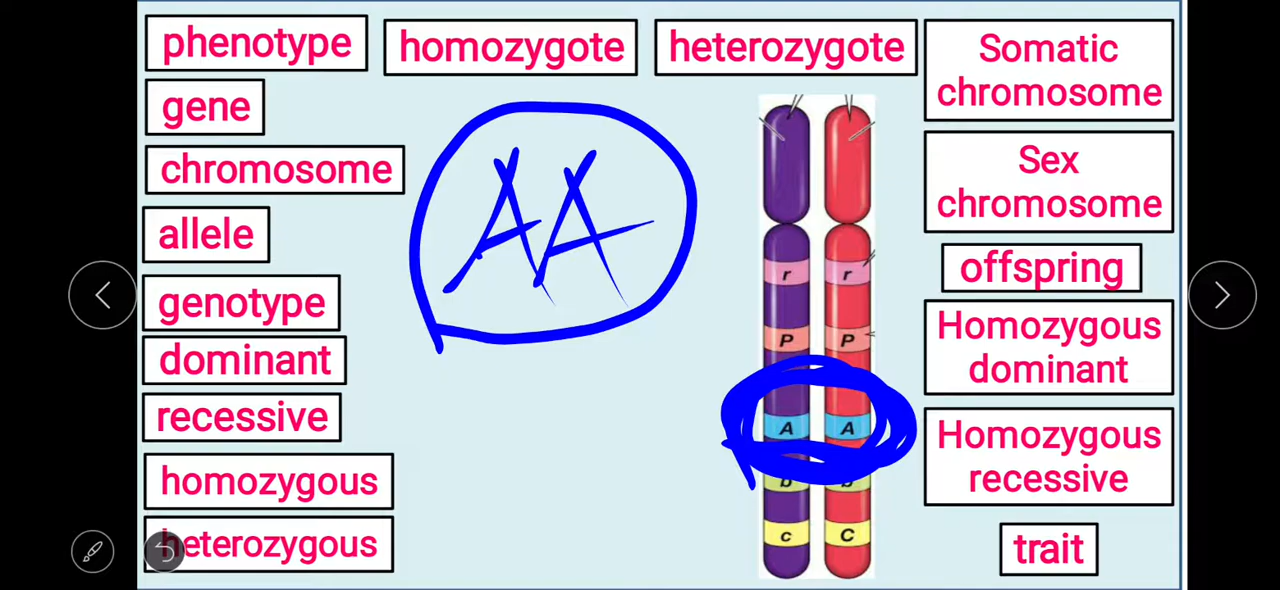 phenotype
homozygote
heterozygote
Somatic
chromosome
gene
chromosome
Sex
chromosome
allele
AA
genotype
r r
offspring
dominant
P P
Homozygous
dominant
recessive
A A
Homozygous
recessive
homozygous
b b
heterozygous
c C
trait